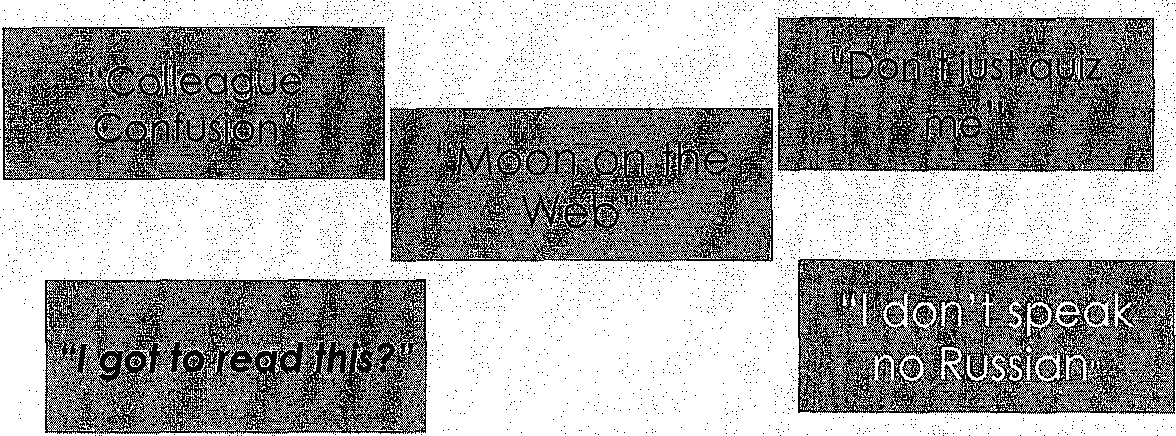 "Colleague
Confusion"
"Moon on the
Web"
"Don't just quiz
me"
"I got to read this?"
"I don't speak
no Russian